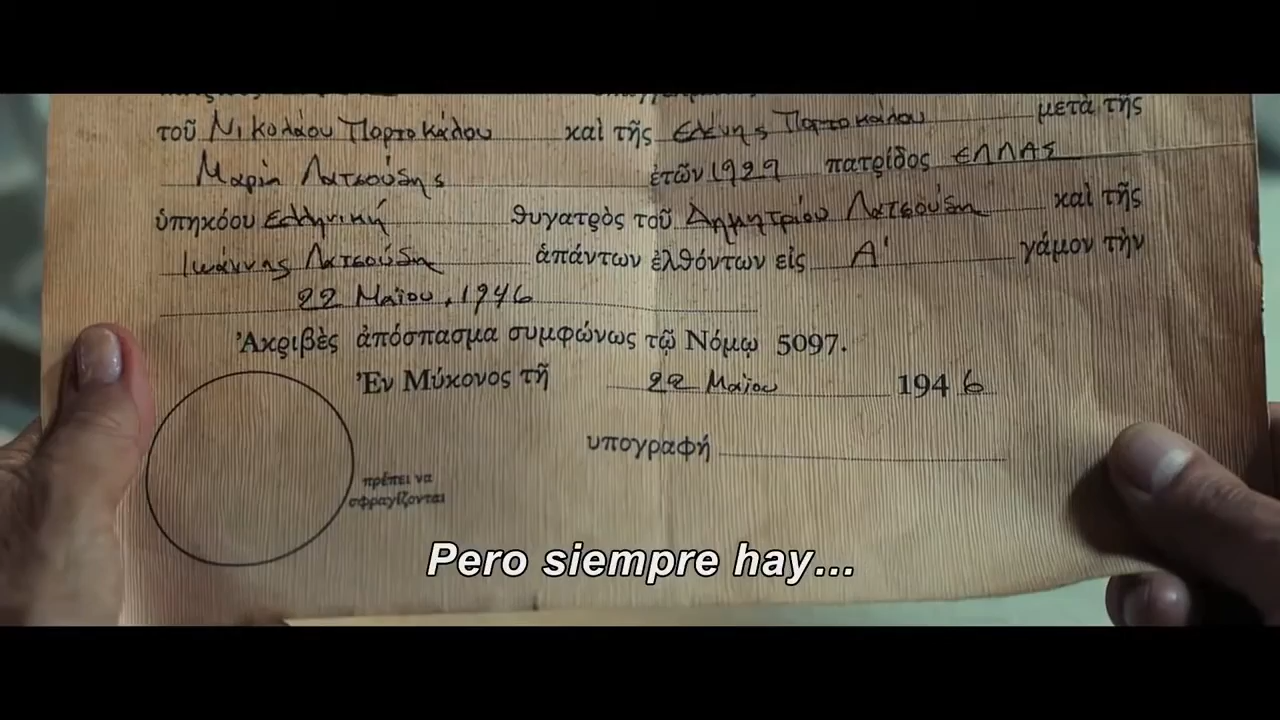 τοῦ Νικολάου Πορτοκάλου καὶ τῆς Ελένης Πορτοκάλου μετὰ τῆς
Μαρία Λατσούδης ἐτῶν 1929 πατρίδος ΕΛΛΑΣ
ὑπηκόου Ελληνική θυγατρὸς τοῦ Δημητρίου Λατσούδη καὶ τῆς
Ιωάννης Λατσούδη ἁπάντων ἐλθόντων εἰς Α' γάμον τὴν
22 Μαΐου, 1946
Ἀκριβὲς ἀπόσπασμα συμφώνως τῷ Νόμῳ 5097.
Ἐν Μύκονος τῇ 22 Μαΐου 1946
υπογραφή
πρέπει να
σφραγίζονται
Pero siempre hay...